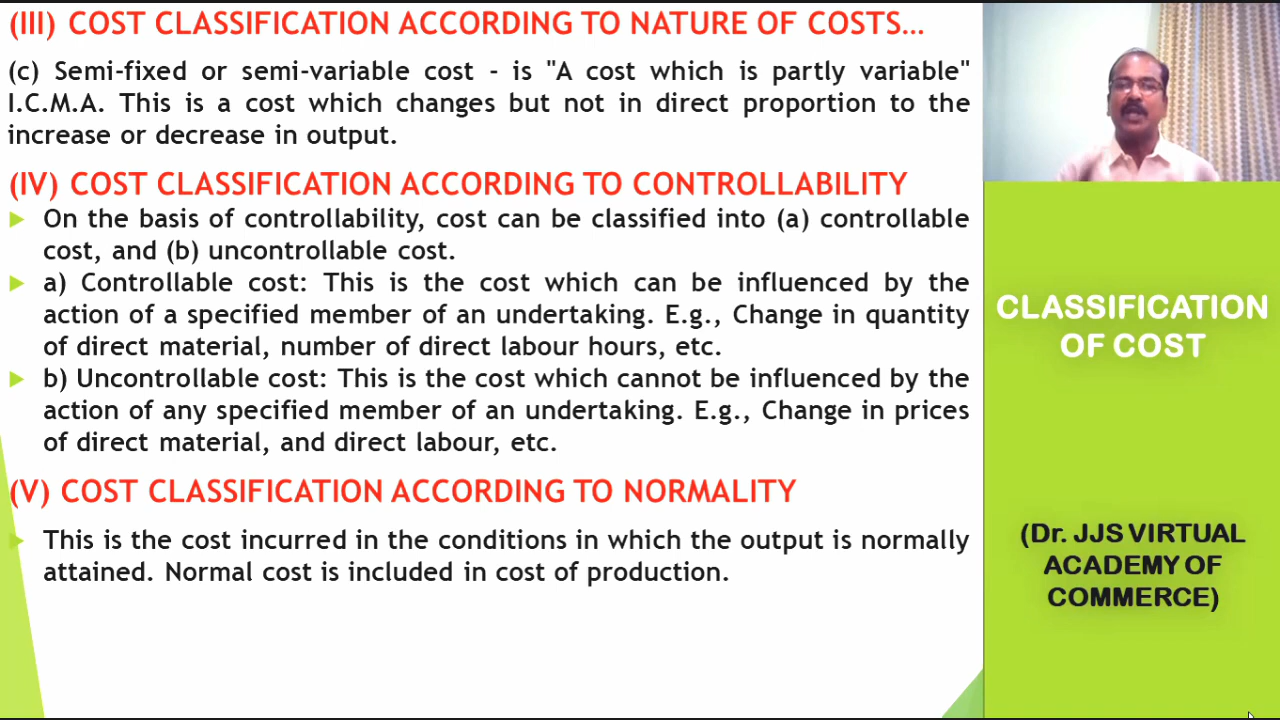 (III) COST CLASSIFICATION ACCORDING TO NATURE OF COSTS…
(c) Semi-fixed or semi-variable cost - is "A cost which is partly variable"
I.C.M.A. This is a cost which changes but not in direct proportion to the
increase or decrease in output.
(IV) COST CLASSIFICATION ACCORDING TO CONTROLLABILITY
On the basis of controllability, cost can be classified into (a) controllable
cost, and (b) uncontrollable cost.
a) Controllable cost: This is the cost which can be influenced by the
action of a specified member of an undertaking. E.g., Change in quantity
of direct material, number of direct labour hours, etc.
b) Uncontrollable cost: This is the cost which cannot be influenced by the
action of any specified member of an undertaking. E.g., Change in prices
of direct material, and direct labour, etc.
(V) COST CLASSIFICATION ACCORDING TO NORMALITY
This is the cost incurred in the conditions in which the output is normally
attained. Normal cost is included in cost of production.
CLASSIFICATION
OF COST
(Dr. JJS VIRTUAL
ACADEMY OF
COMMERCE)